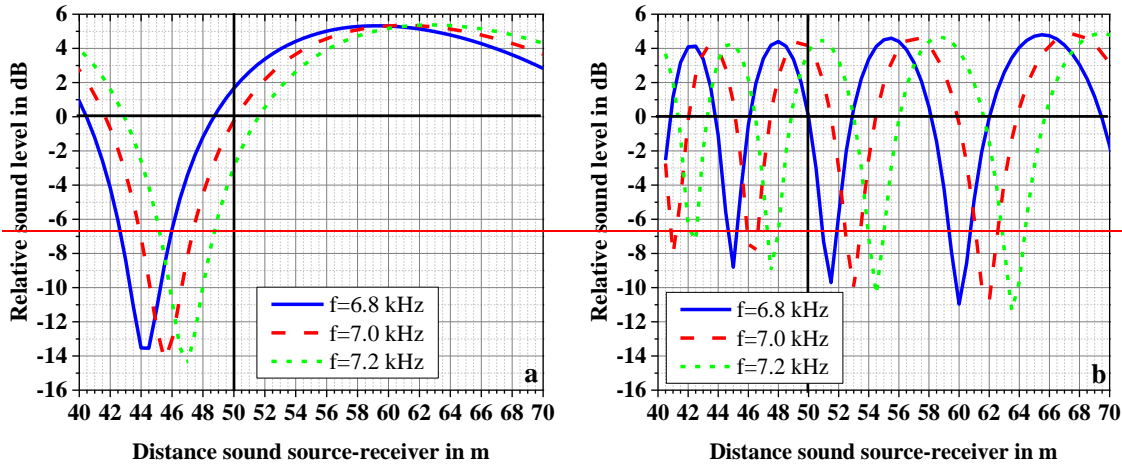 Relative sound level in dB
6
4
2
0
-2
-4
-6
-8
-10
-12
-14
-16
40 42 44 46 48 50 52 54 56 58 60 62 64 66 68 70
Distance sound source-receiver in m
f=6.8 kHz
f=7.0 kHz
f=7.2 kHz
a
Relative sound level in dB
6
4
2
0
-2
-4
-6
-8
-10
-12
-14
-16
40 42 44 46 48 50 52 54 56 58 60 62 64 66 68 70
Distance sound source-receiver in m
f=6.8 kHz
f=7.0 kHz
f=7.2 kHz
b